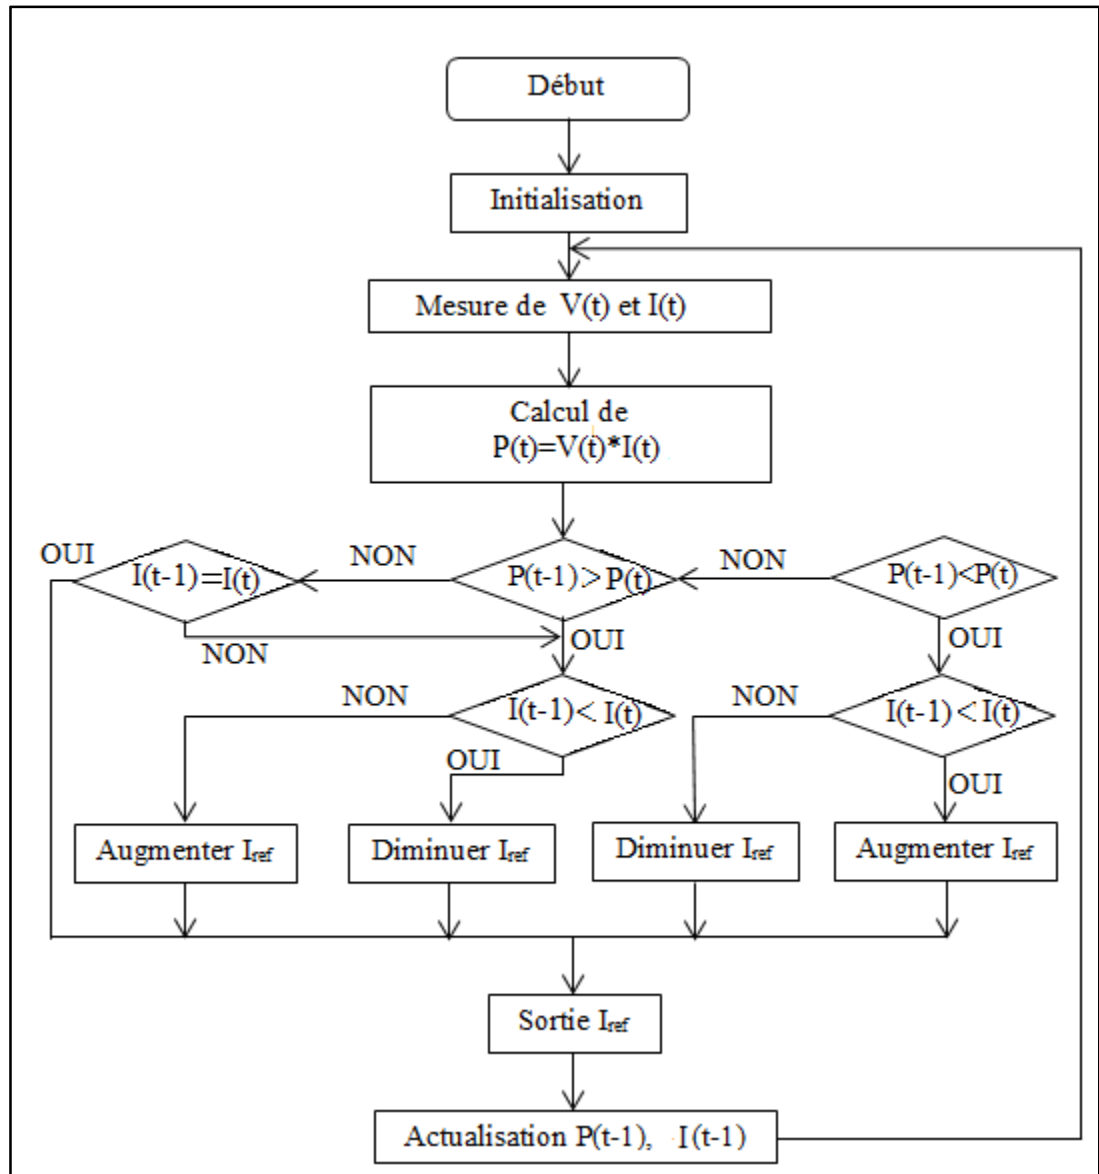 Début
Initialisation
Mesure de V(t) et I(t)
Calcul de
P(t)=V(t)*I(t)
OUI
I(t-1)=I(t)
NON
P(t-1)>P(t)
NON
P(t-1)<P(t)
NON
OUI
OUI
NON
I(t-1)<I(t)
NON
I(t-1)<I(t)
OUI
OUI
Augmenter Iref
Diminuer Iref
Diminuer Iref
Augmenter Iref
Sortie Iref
Actualisation P(t-1), I(t-1)